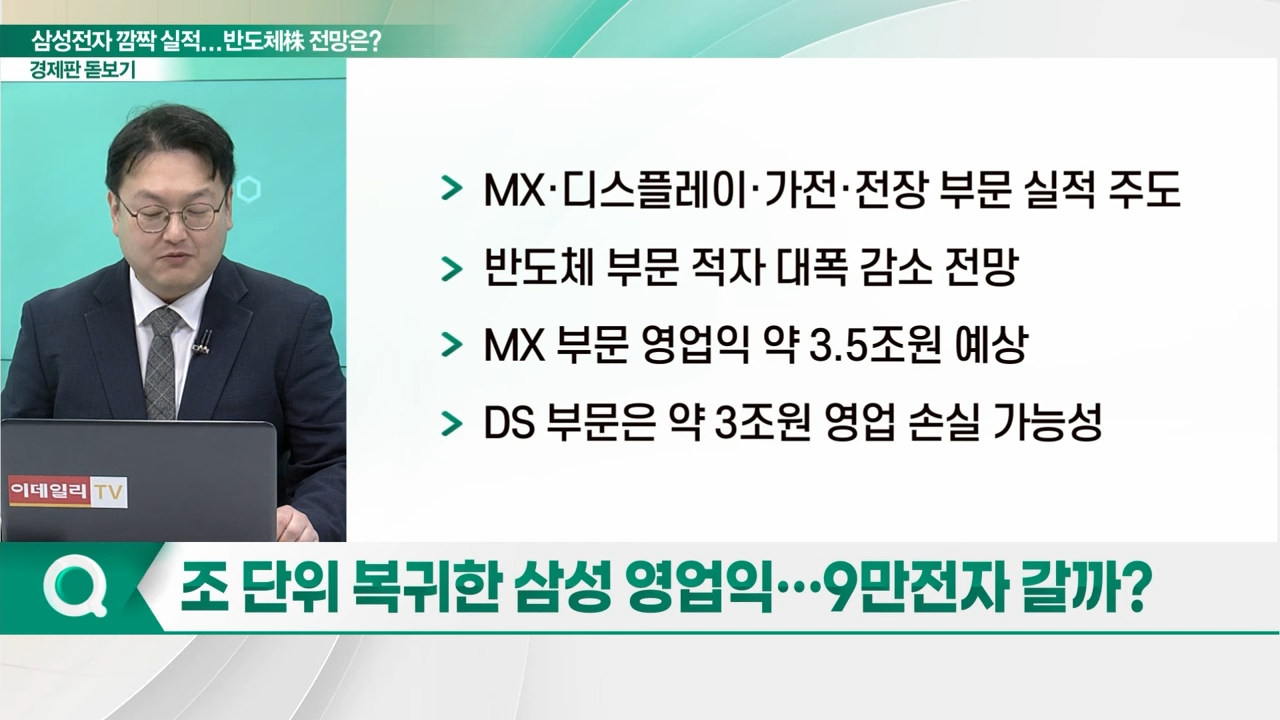 삼성전자 깜짝 실적...반도체株 전망은?
경제판 돋보기
> MX·디스플레이·가전·전장 부문 실적 주도
> 반도체 부문 적자 대폭 감소 전망
> MX 부문 영업익 약 3.5조원 예상
> DS 부문은 약 3조원 영업 손실 가능성
이데일리TV
Q 조 단위 복귀한 삼성 영업익···9만전자 갈까?